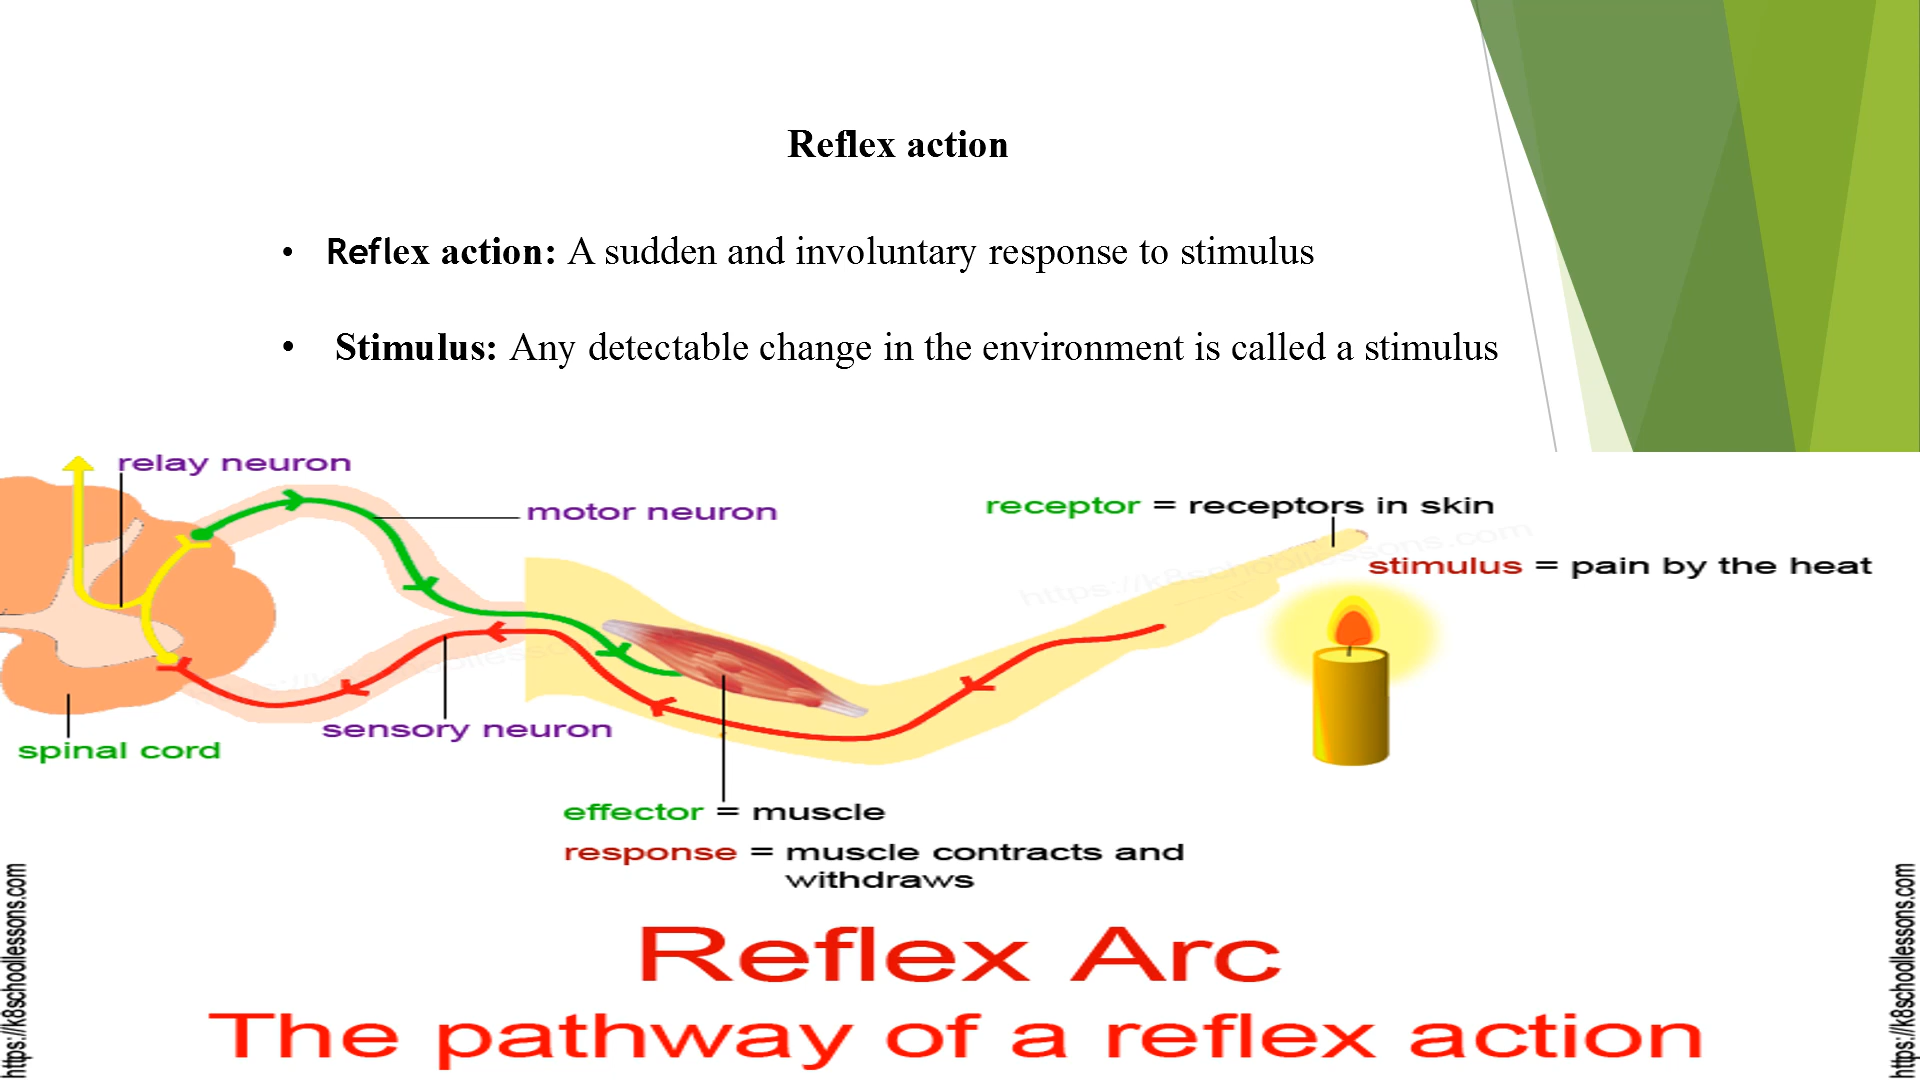 Reflex action
• Reflex action: A sudden and involuntary response to stimulus
• Stimulus: Any detectable change in the environment is called a stimulus
relay neuron
motor neuron
receptor = receptors in skin
stimulus = pain by the heat
https://k8schoollessons.com
sensory neuron
spinal cord
effector = muscle
response = muscle contracts and
withdraws
Reflex Arc
The pathway of a reflex action
https://k8schoollessons.com
https://k8schoollessons.com